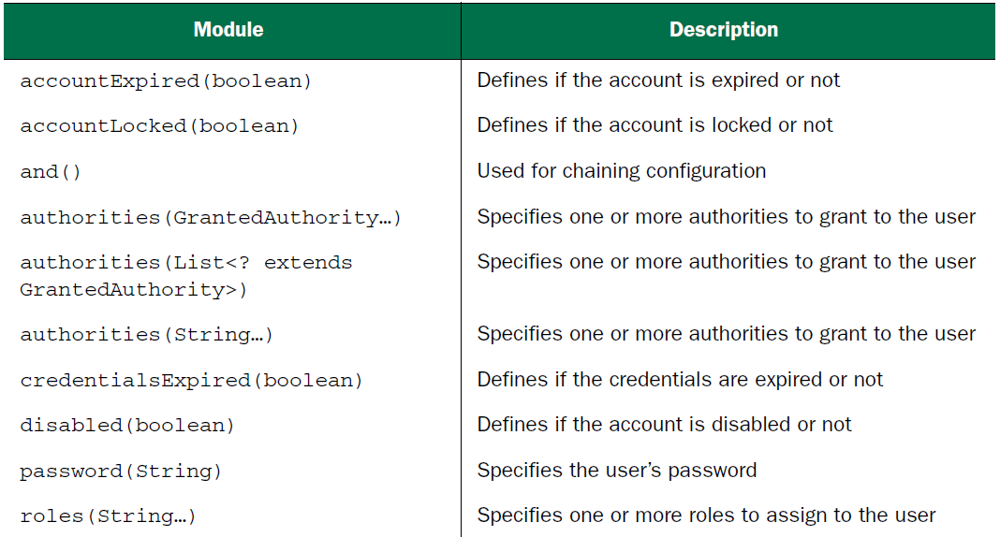 Module Description
accountExpired(boolean) Defines if the account is expired or not
accountLocked(boolean) Defines if the account is locked or not
and() Used for chaining configuration
authorities(GrantedAuthority…) Specifies one or more authorities to grant to the user
authorities(List<? extends Specifies one or more authorities to grant to the user
GrantedAuthority>)
authorities(String…) Specifies one or more authorities to grant to the user
credentialsExpired(boolean) Defines if the credentials are expired or not
disabled(boolean) Defines if the account is disabled or not
password(String) Specifies the user’s password
roles(String…) Specifies one or more roles to assign to the user